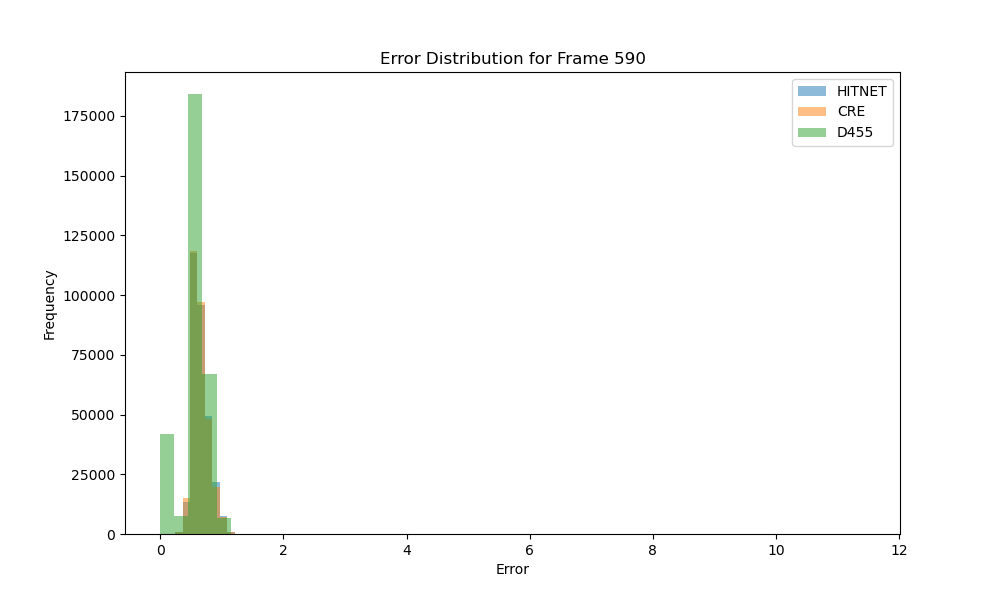 Error Distribution for Frame 590
HITNET
CRE
D455
175000
150000
125000
100000
75000
50000
25000
0
Frequency
0 2 4 6 8 10 12
Error